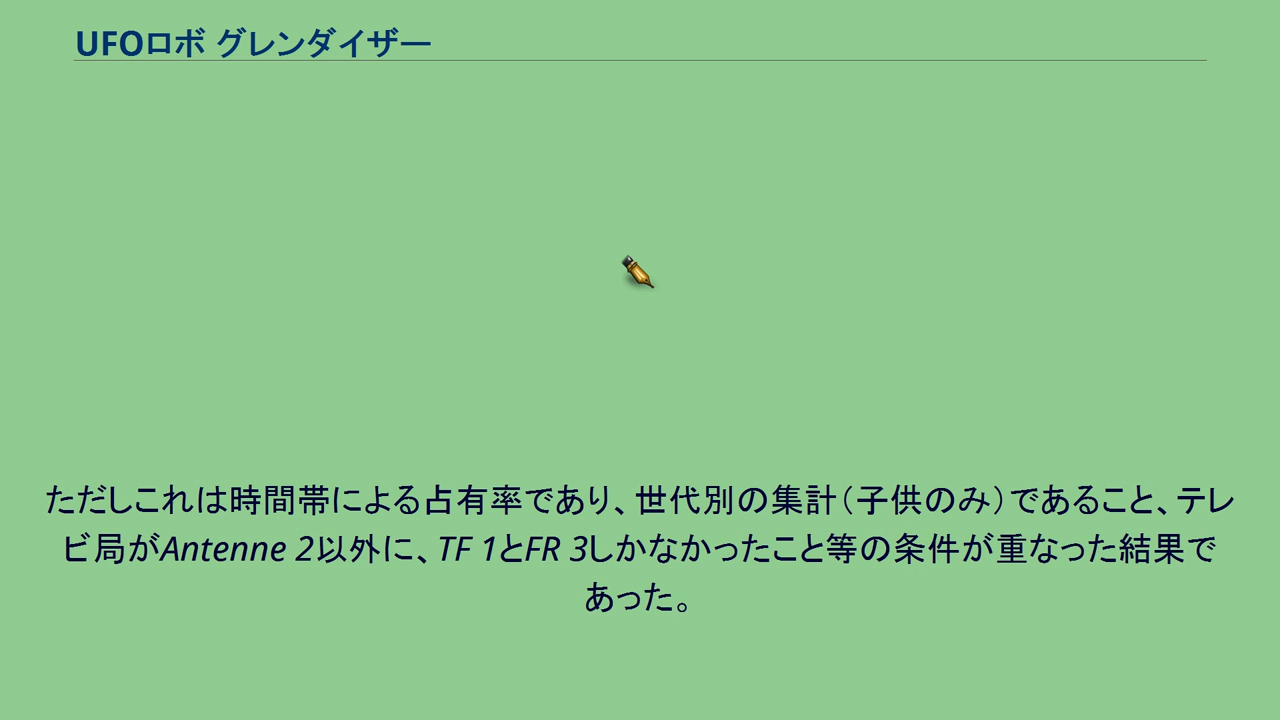 UFOロボ グレンダイザー
ただしこれは時間帯による占有率であり、世代別の集計（子供のみ）であること、テレ
ビ局がAntenne 2以外に、TF 1とFR 3しかなかったこと等の条件が重なった結果で
あった。